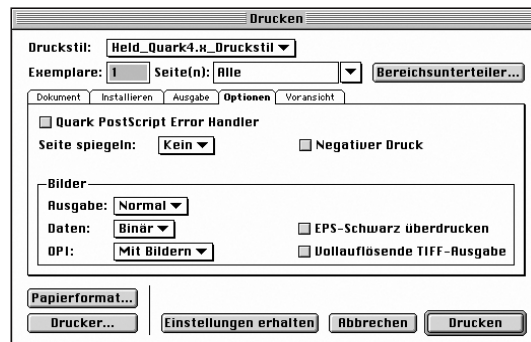 Drucken
Druckstil: Held_Quark4.x_Druckstil
Exemplare: 1 Seite(n): Alle Bereichsunterteiler...
Dokument Installieren Ausgabe Optionen Voransicht
Quark PostScript Error Handler
Seite spiegeln: Kein Negativer Druck
Bilder
Ausgabe: Normal
Daten: Binär EPS-Schwarz überdrucken
OPI: Mit Bildern Vollauflösende TIFF-Ausgabe
Papierformat...
Drucker... Einstellungen erhalten Abbrechen Drucken